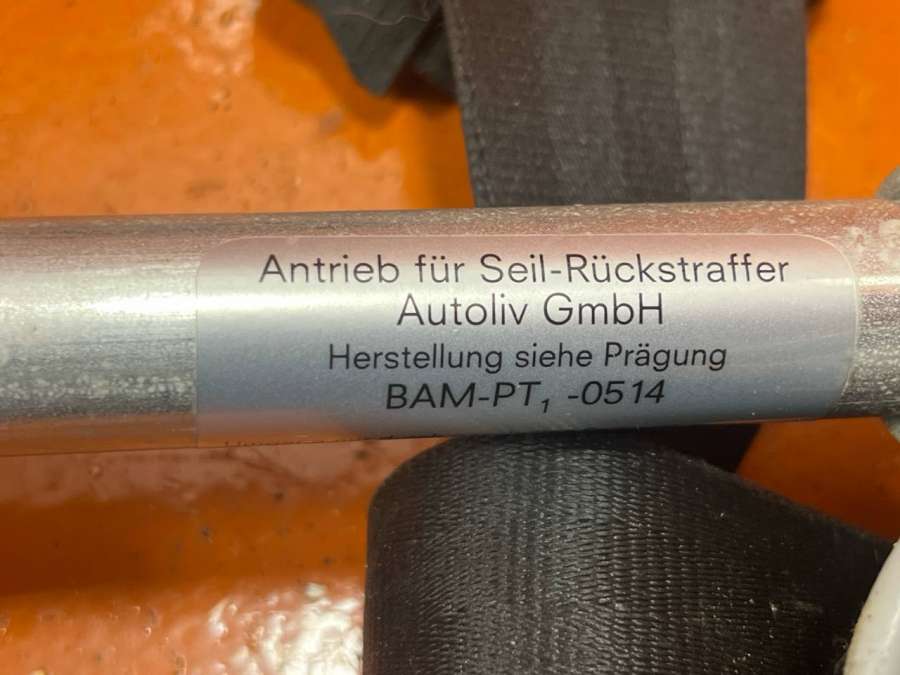 Antrieb für Seil-Rückstraffer
Autoliv GmbH
Herstellung siehe Prägung
BAM-PT₁ -0514